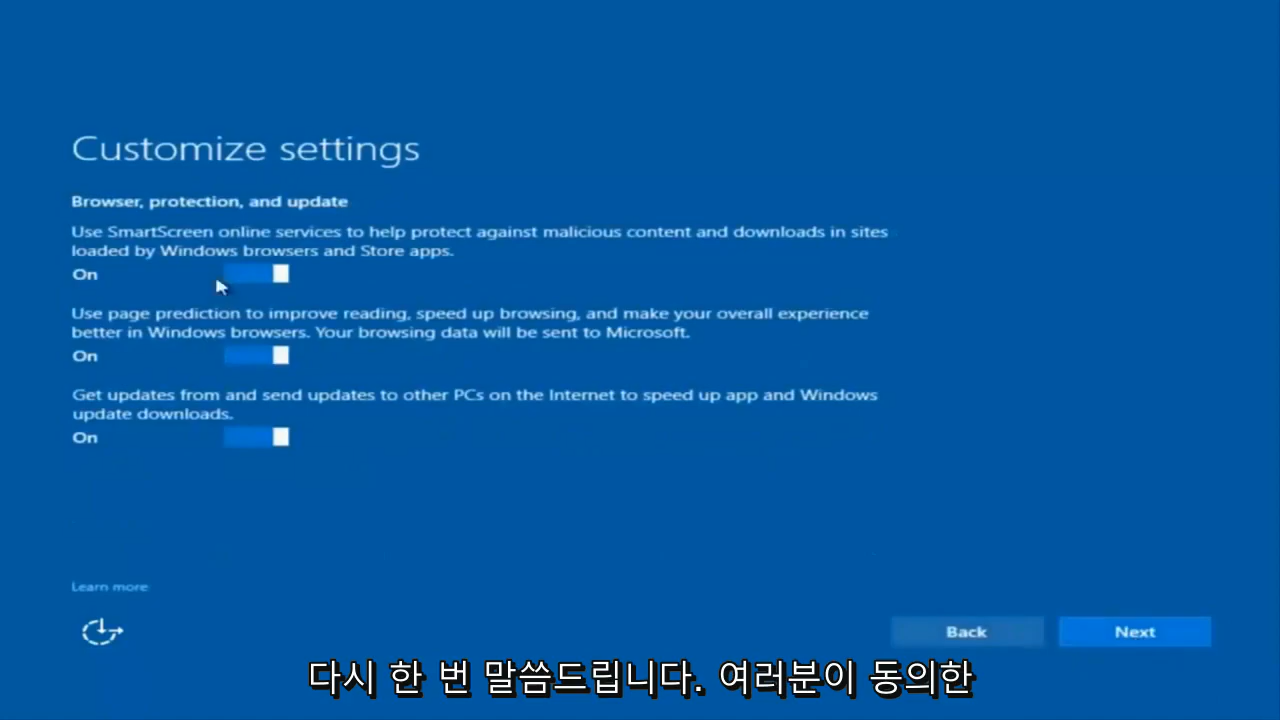 Customize settings
Browser, protection, and update
Use SmartScreen online services to help protect against malicious content and downloads in sites
loaded by Windows browsers and Store apps.
On
Use page prediction to improve reading, speed up browsing, and make your overall experience
better in Windows browsers. Your browsing data will be sent to Microsoft.
On
Get updates from and send updates to other PCs on the Internet to speed up app and Windows
update downloads.
On
Learn more
Back
Next
다시 한 번 말씀드립니다. 여러분이 동의한